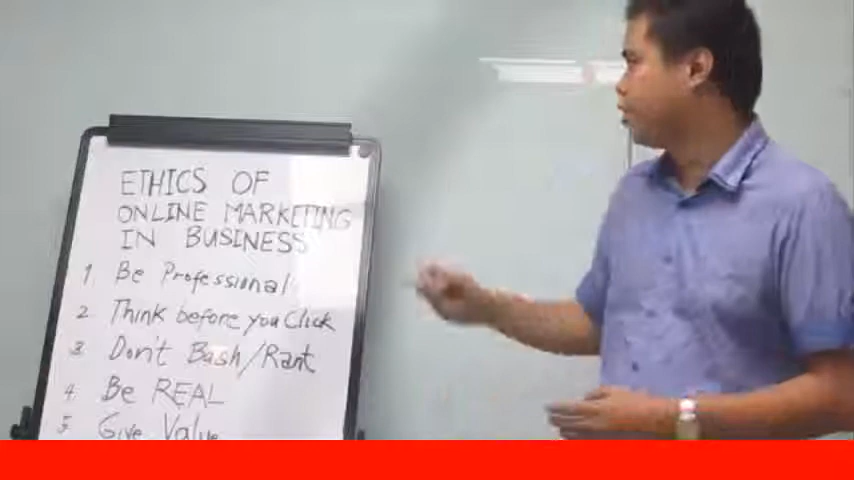 ETHICS OF
ONLINE MARKETING
IN BUSINESS
1 Be Professional
2 Think before you Click
3 Don't Bash/Rant
4 Be REAL
5 Give Value